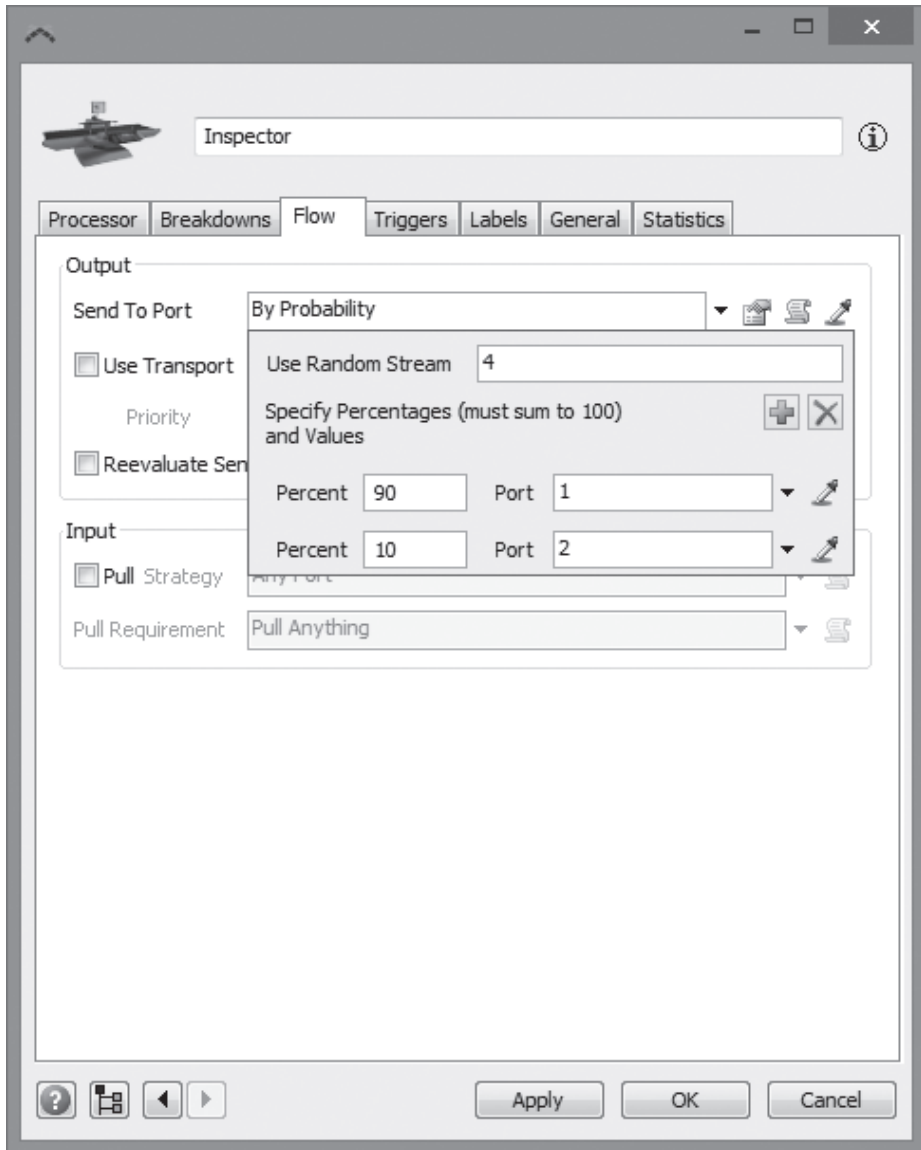 Inspector
Processor Breakdowns Flow Triggers Labels General Statistics
Output
Send To Port By Probability
Use Transport
Use Random Stream 4
Priority
Specify Percentages (must sum to 100)
and Values
Reevaluate Sen
Percent 90 Port 1
Percent 10 Port 2
Input
Pull Strategy Any Port
Pull Requirement Pull Anything
Apply OK Cancel